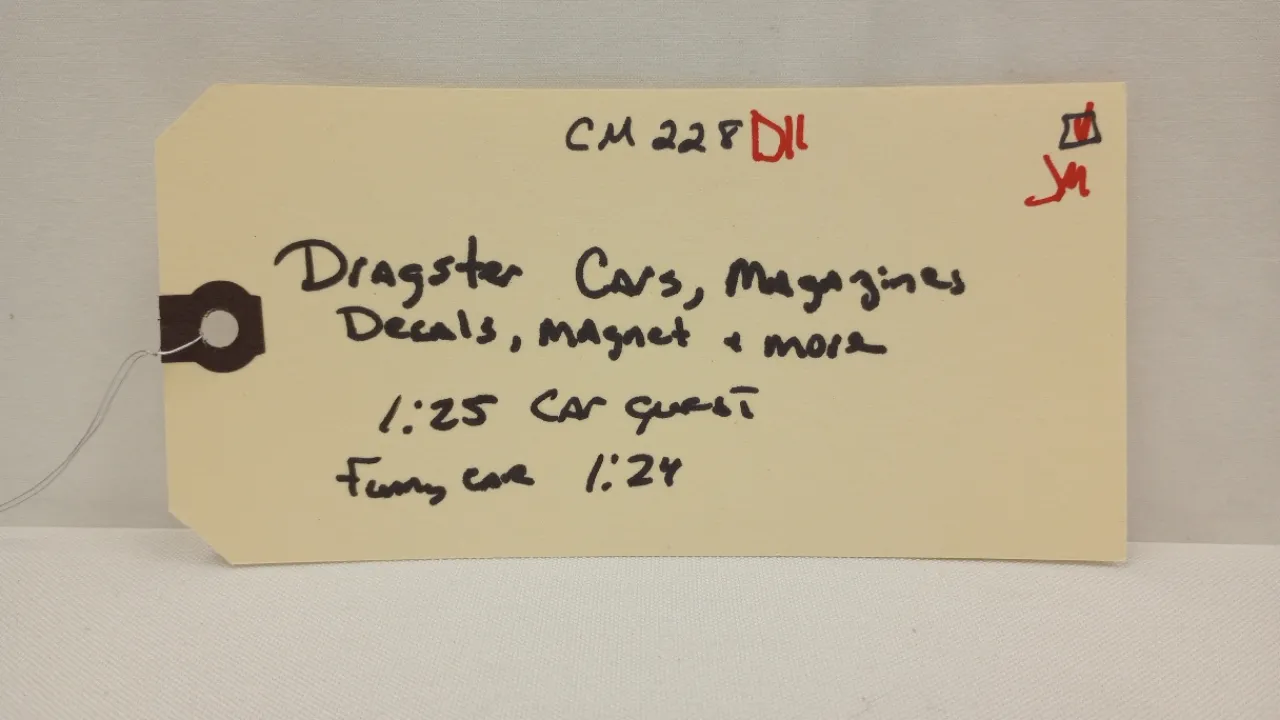 CM 228 D11
JM
Dragster Cars, Magazines
Decals, Magnet + more
1:25 Car quest
Funny car 1:24